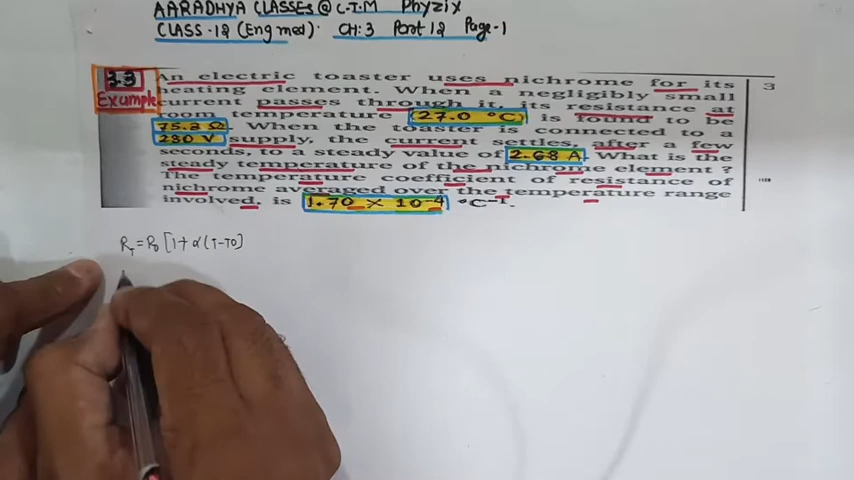 AARADHYA CLASSES @ C.T.M Phyzix
CLASS-12 (Eng med). CH:3 Part 12 Page-1
3.3
Example
An electric toaster uses nichrome for its
heating element. When a negligibly small
current passes through it, its resistance at
room temperature (27.0 °C) is found to be
75.3 Ω. When the toaster is connected to a
230 V supply, the current settles, after a few
seconds, to a steady value of 2.68 A. What is the
steady temperature of the nichrome element ?
The temperature coefficient of resistance of
nichrome averaged over the temperature range
involved, is 1.70 × 10⁻⁴ °C⁻¹.
3
R_T = R_0 [1 + α (T-T0)]